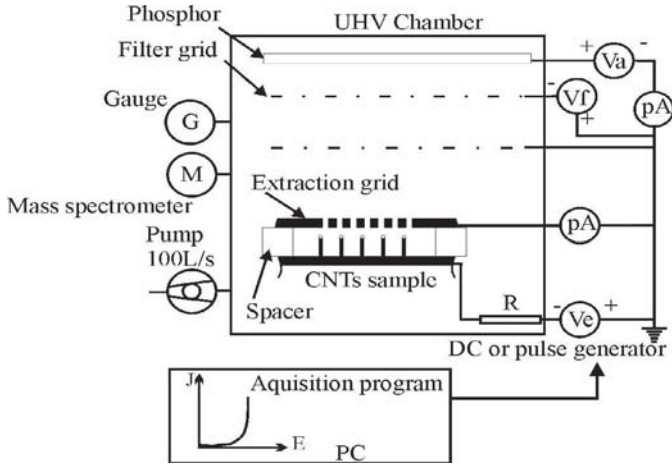 Phosphor
UHV Chamber
Filter grid
+
Va
-
Gauge
-
Vf
+
pA
G
M
Extraction grid
Mass spectrometer
pA
Pump
100L/s
CNTs sample
Spacer
R
-
Ve
+
DC or pulse generator
J
Aquisition program
E
PC